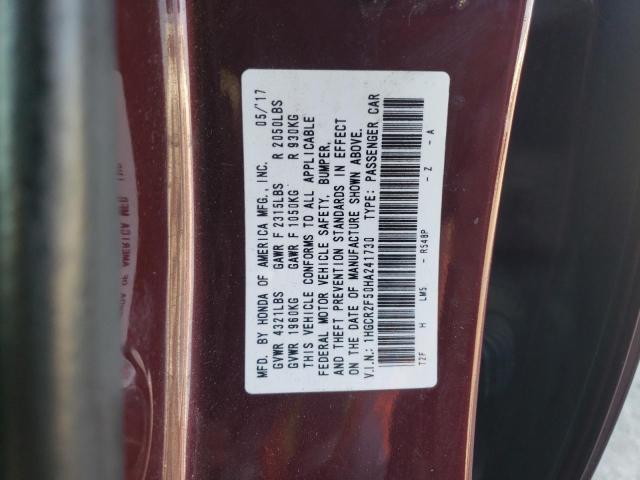 MFD. BY HONDA OF AMERICA MFG., INC. 05/'17
GVWR 4321LBS GAWR F 2315LBS R 2050LBS
GVWR 1960KG GAWR F 1050KG R 930KG
THIS VEHICLE CONFORMS TO ALL APPLICABLE
FEDERAL MOTOR VEHICLE SAFETY, BUMPER,
AND THEFT PREVENTION STANDARDS IN EFFECT
ON THE DATE OF MANUFACTURE SHOWN ABOVE.
V.I.N.: 1HGCR2F50HA241730 TYPE: PASSENGER CAR
T2F H LM5 - R548P - Z - A